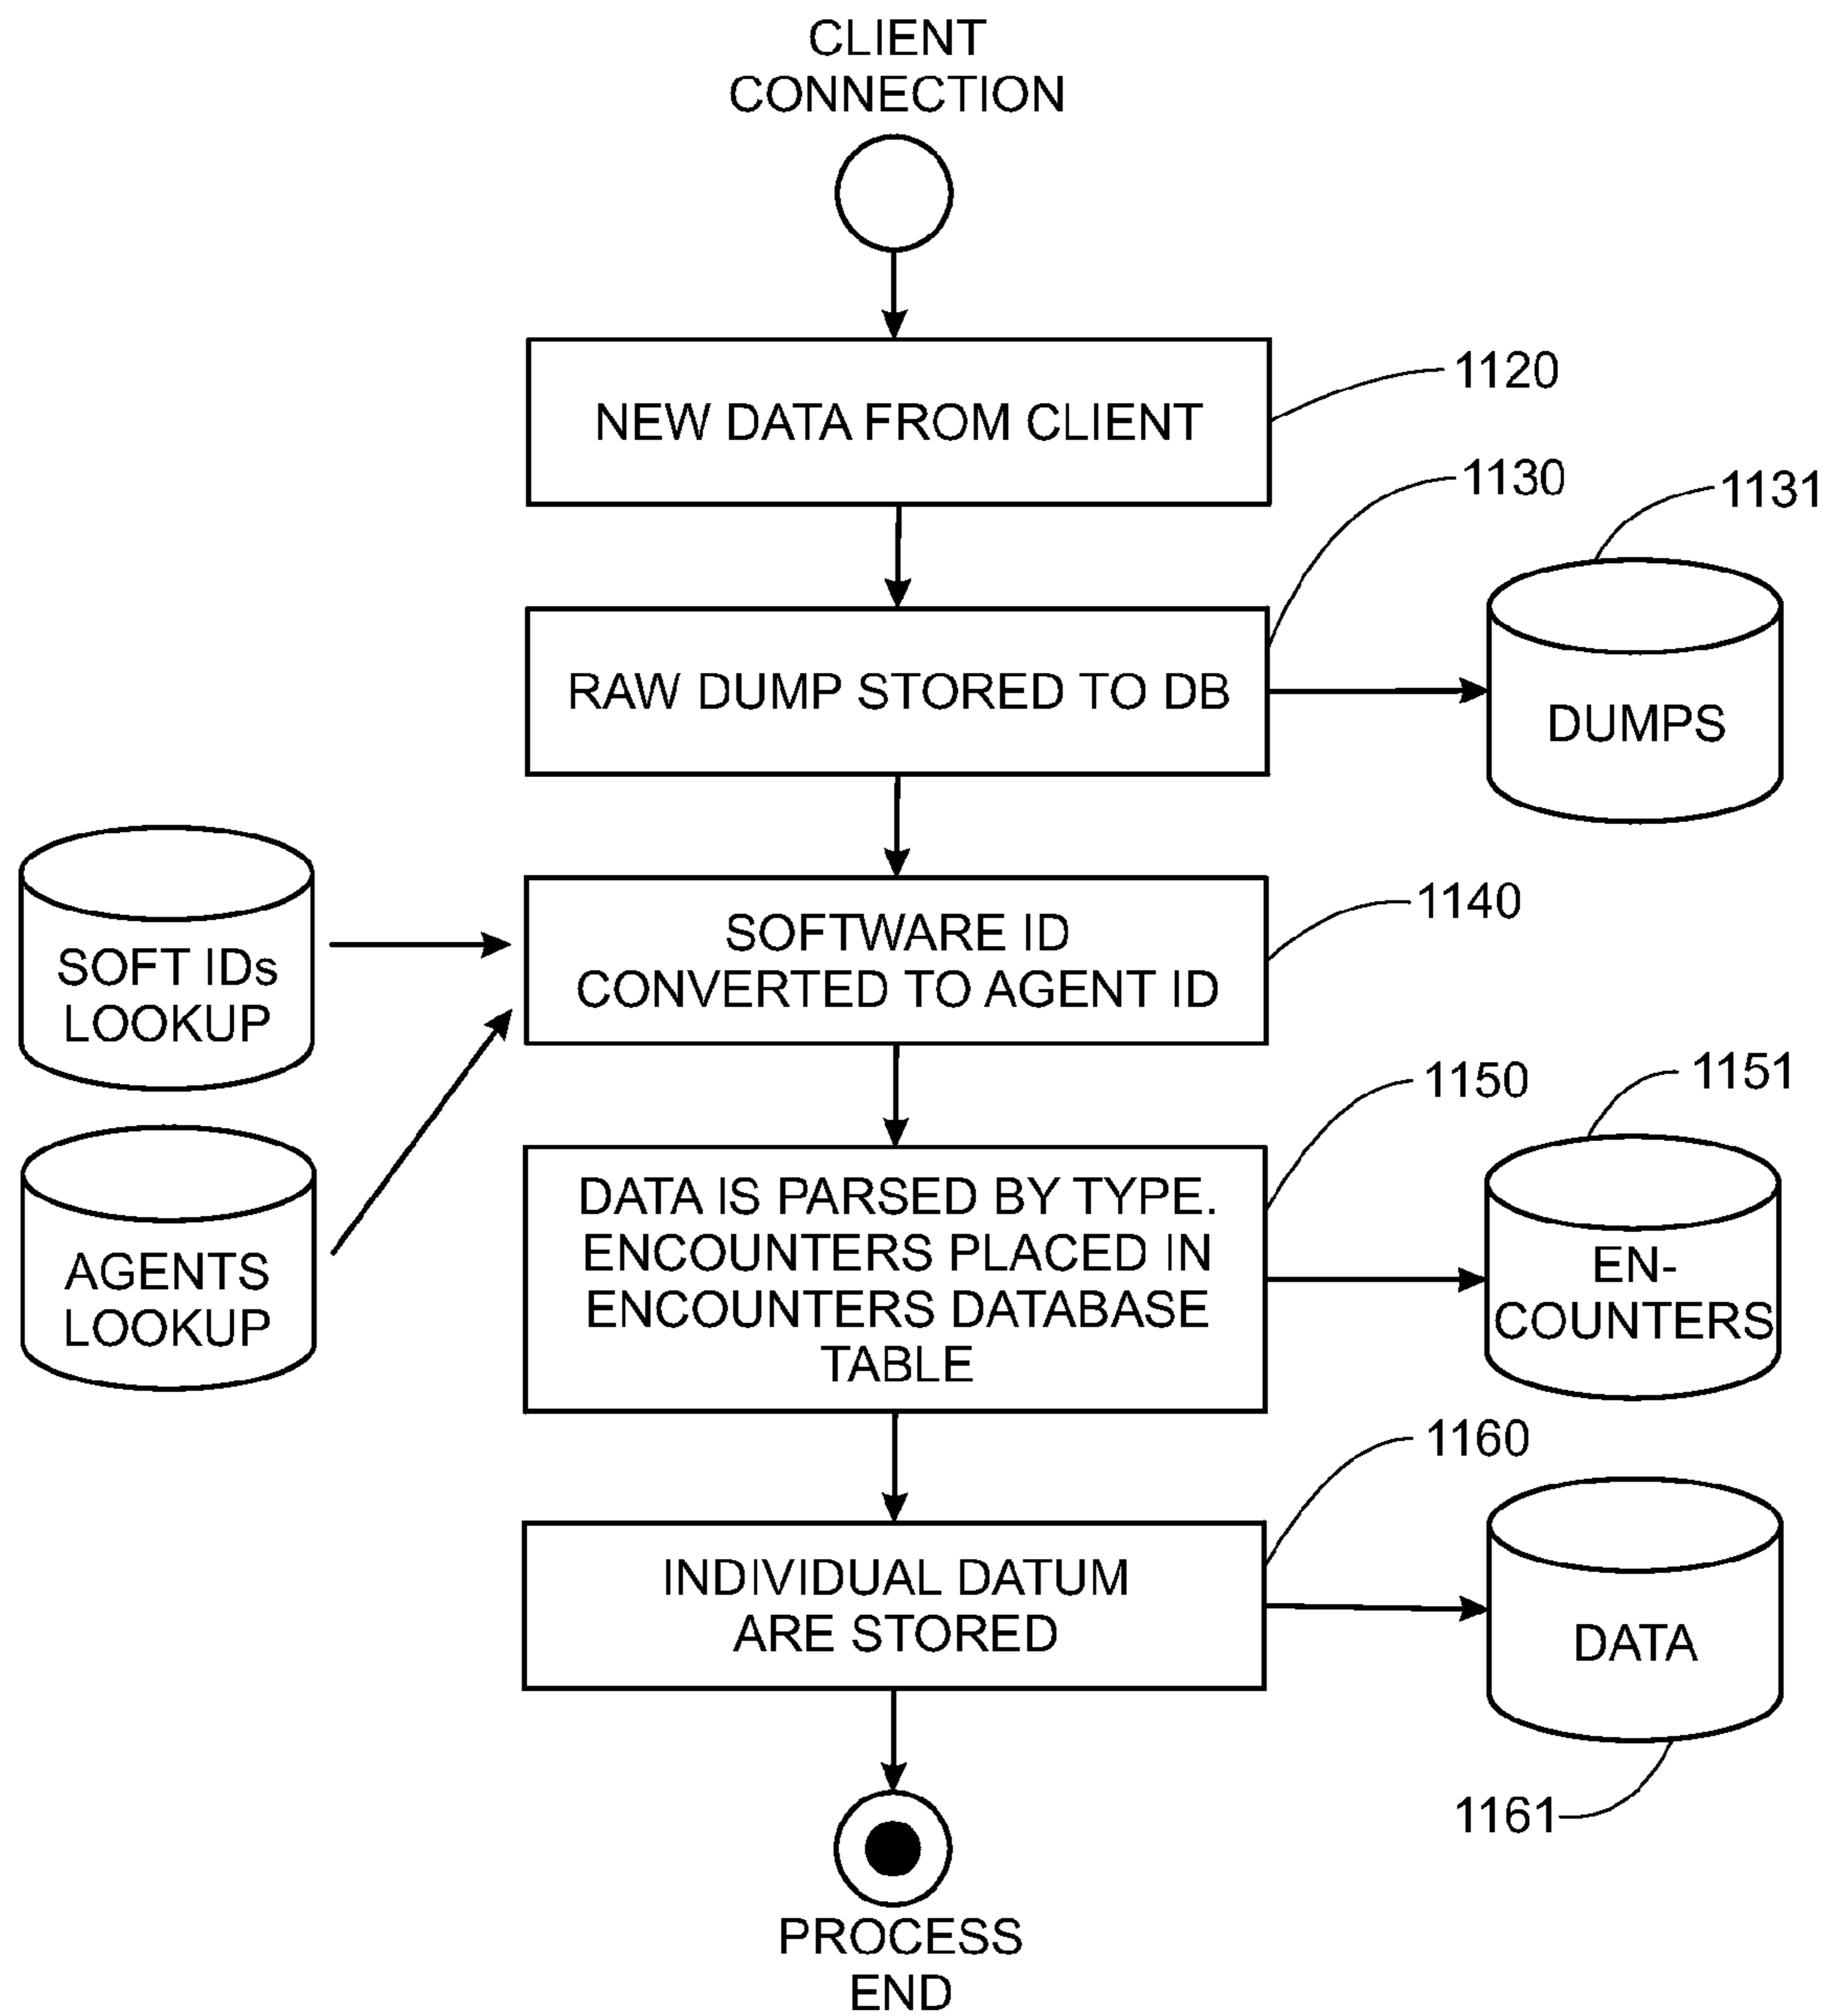 CLIENT
CONNECTION
NEW DATA FROM CLIENT
1120
RAW DUMP STORED TO DB
1130
1131
DUMPS
SOFT IDs
LOOKUP
SOFTWARE ID
CONVERTED TO AGENT ID
1140
AGENTS
LOOKUP
DATA IS PARSED BY TYPE.
ENCOUNTERS PLACED IN
ENCOUNTERS DATABASE
TABLE
1150
1151
EN-
COUNTERS
INDIVIDUAL DATUM
ARE STORED
1160
DATA
1161
PROCESS
END